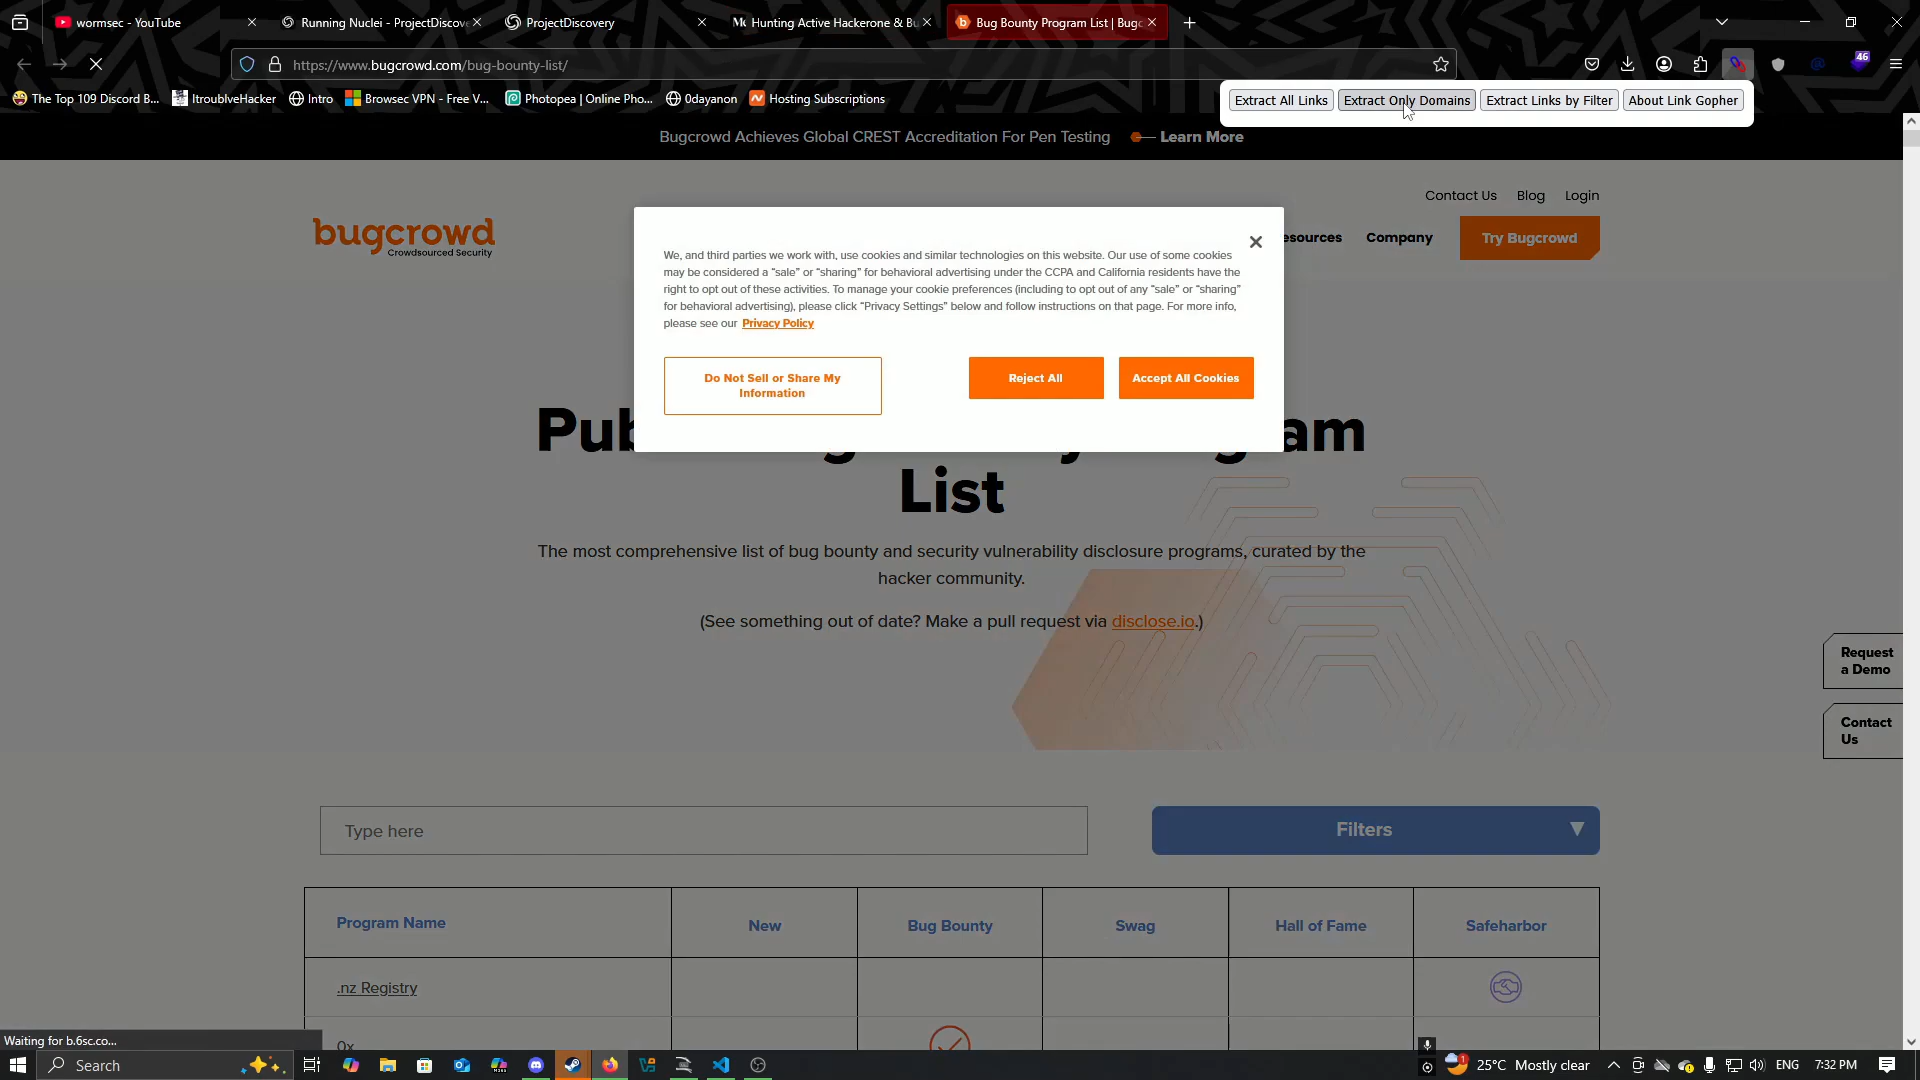 wormsec - YouTube
Running Nuclei - ProjectDiscove
ProjectDiscovery
Hunting Active Hackerone & Bu
Bug Bounty Program List | Bugc
https://www.bugcrowd.com/bug-bounty-list/
46
The Top 109 Discord B...
ItroublveHacker
Intro
Browsec VPN - Free V...
Photopea | Online Pho...
0dayanon
Hosting Subscriptions
Extract All Links
Extract Only Domains
Extract Links by Filter
About Link Gopher
Bugcrowd Achieves Global CREST Accreditation For Pen Testing
Learn More
Contact Us
Blog
Login
bugcrowd
Crowdsourced Security
esources
Company
Try Bugcrowd
We, and third parties we work with, use cookies and similar technologies on this website. Our use of some cookies
may be considered a “sale” or “sharing” for behavioral advertising under the CCPA and California residents have the
right to opt out of these activities. To manage your cookie preferences (including to opt out of any “sale” or “sharing”
for behavioral advertising), please click “Privacy Settings” below and follow instructions on that page. For more info,
please see our Privacy Policy
Do Not Sell or Share My
Information
Reject All
Accept All Cookies
List
The most comprehensive list of bug bounty and security vulnerability disclosure programs, curated by the
hacker community.
(See something out of date? Make a pull request via disclose.io.)
Request
a Demo
Contact
Us
Type here
Filters
Program Name
New
Bug Bounty
Swag
Hall of Fame
Safeharbor
.nz Registry
0x
Waiting for b.6sc.co...
Search
1
25°C Mostly clear
ENG
7:32 PM